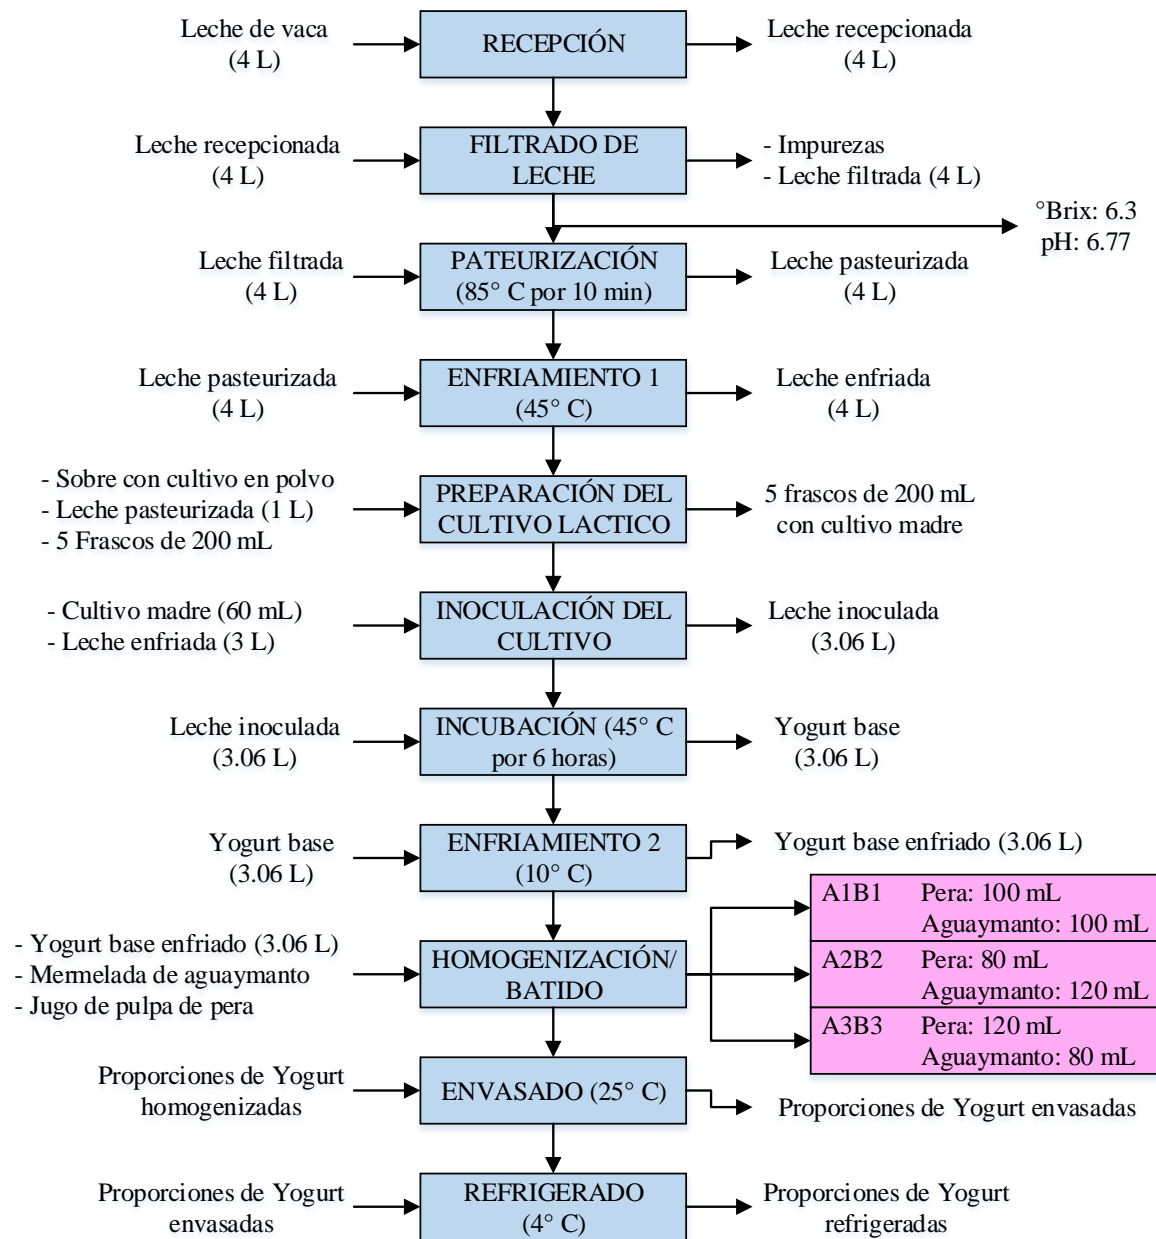 Leche de vaca
(4 L)
RECEPCIÓN
Leche recepcionada
(4 L)
Leche recepcionada
(4 L)
FILTRADO DE
LECHE
- Impurezas
- Leche filtrada (4 L)
°Brix: 6.3
pH: 6.77
Leche filtrada
(4 L)
PATEURIZACIÓN
(85° C por 10 min)
Leche pasteurizada
(4 L)
Leche pasteurizada
(4 L)
ENFRIAMIENTO 1
(45° C)
Leche enfriada
(4 L)
- Sobre con cultivo en polvo
- Leche pasteurizada (1 L)
- 5 Frascos de 200 mL
PREPARACIÓN DEL
CULTIVO LACTICO
5 frascos de 200 mL
con cultivo madre
- Cultivo madre (60 mL)
- Leche enfriada (3 L)
INOCULACIÓN DEL
CULTIVO
Leche inoculada
(3.06 L)
Leche inoculada
(3.06 L)
INCUBACIÓN (45° C
por 6 horas)
Yogurt base
(3.06 L)
Yogurt base
(3.06 L)
ENFRIAMIENTO 2
(10° C)
Yogurt base enfriado (3.06 L)
- Yogurt base enfriado (3.06 L)
- Mermelada de aguaymanto
- Jugo de pulpa de pera
HOMOGENIZACIÓN/
BATIDO
A1B1 Pera: 100 mL
Aguaymanto: 100 mL
A2B2 Pera: 80 mL
Aguaymanto: 120 mL
A3B3 Pera: 120 mL
Aguaymanto: 80 mL
Proporciones de Yogurt
homogenizadas
ENVASADO (25° C)
Proporciones de Yogurt envasadas
Proporciones de Yogurt
envasadas
REFRIGERADO
(4° C)
Proporciones de Yogurt
refrigeradas